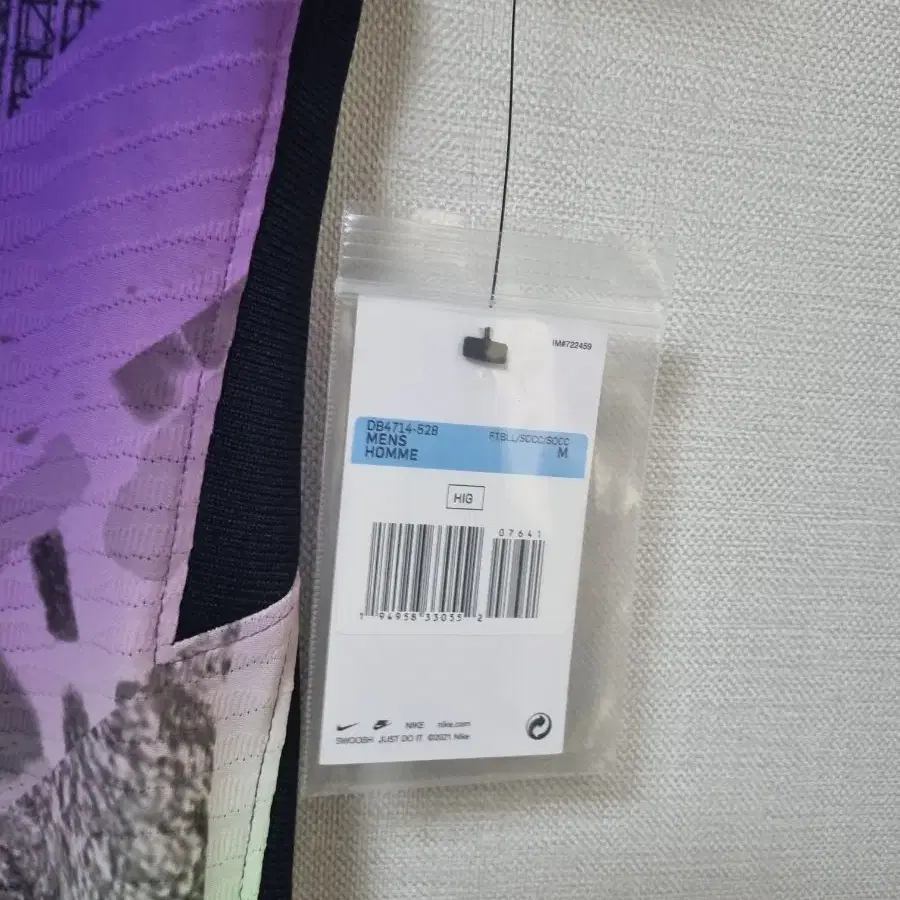 IM#722459
DB4714-528 FTBLL/SOCC/SOCC
MENS M
HOMME
HIG
07641
1 94958 33055 2
NIKE nike.com
SWOOSH JUST DO IT ©2021 Nike